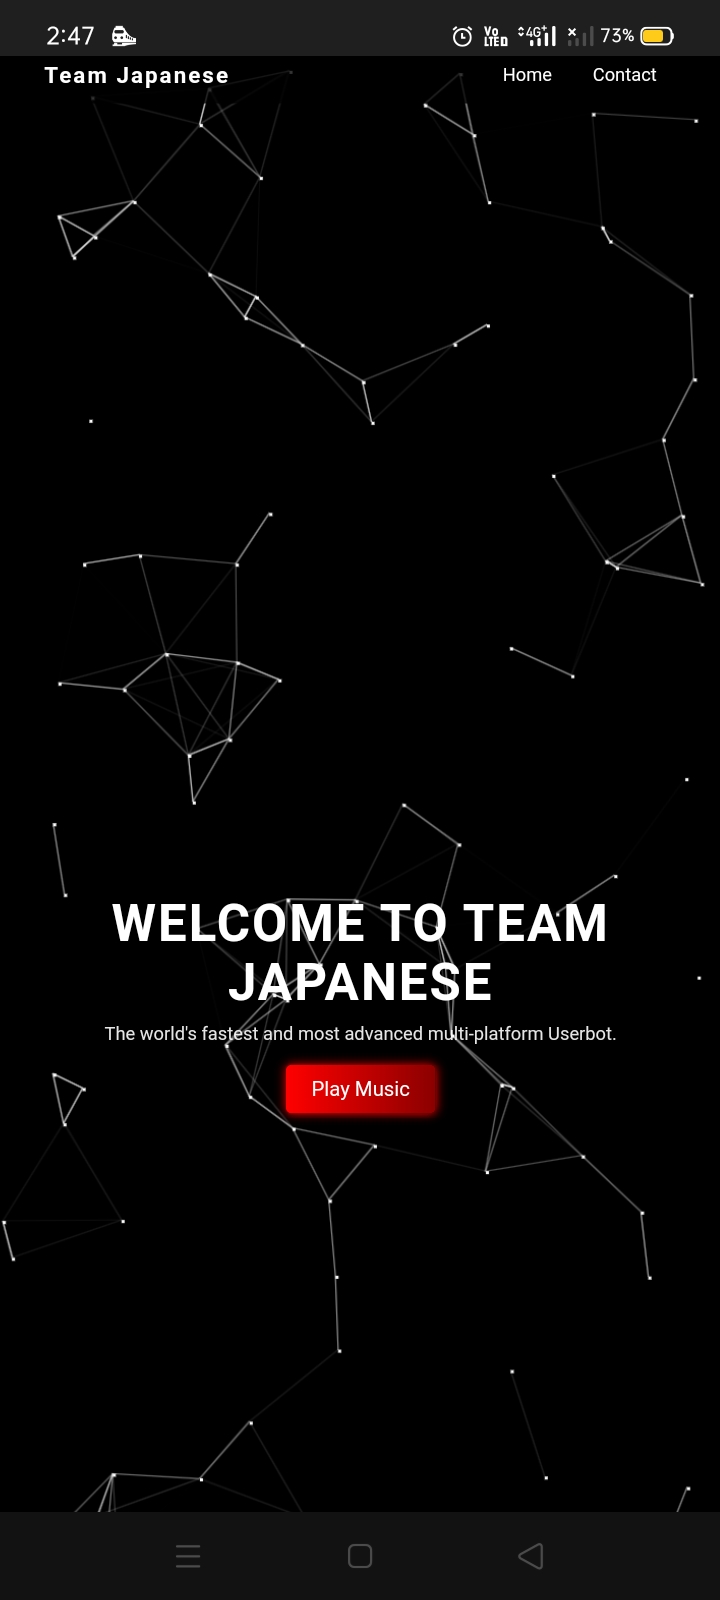 2:47
Vo LTE 4G+ 73%
Team Japanese
Home Contact
WELCOME TO TEAM
JAPANESE
The world's fastest and most advanced multi-platform Userbot.
Play Music